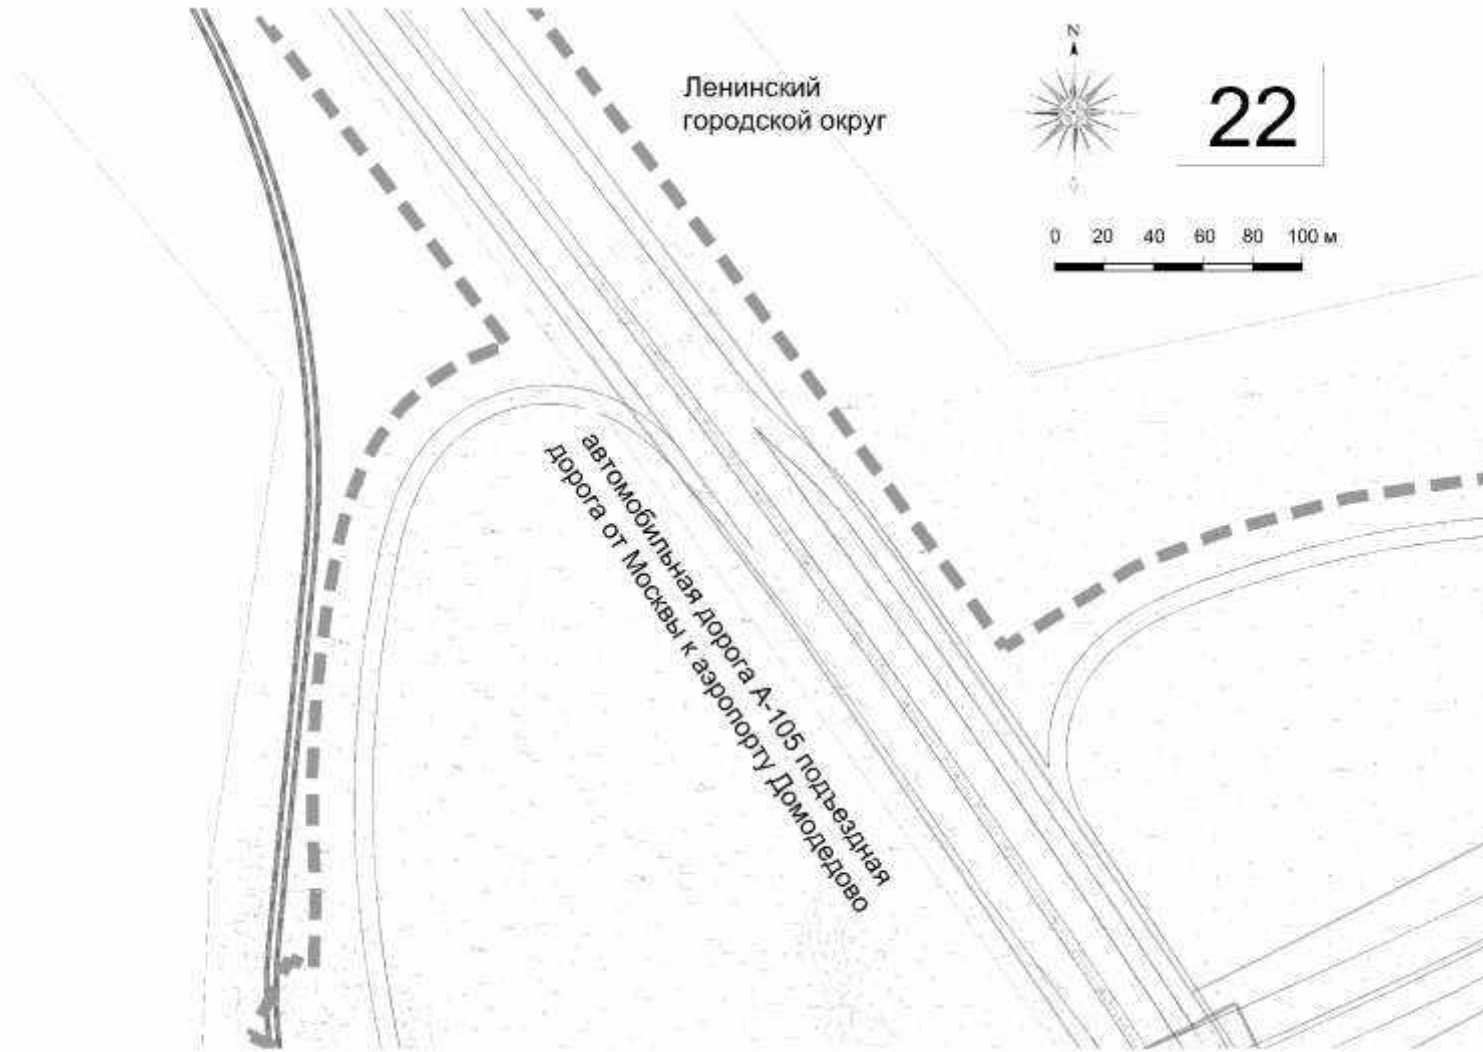 Ленинский
городской округ
N
22
0 20 40 60 80 100 м
автомобильная дорога А-105 подъездная
дорога от Москвы к аэропорту Домодедово